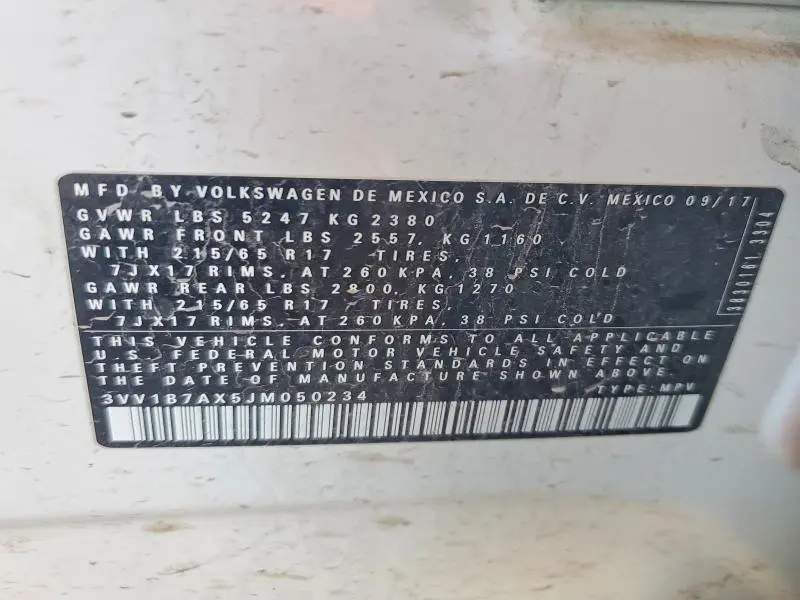 MFD BY VOLKSWAGEN DE MEXICO S.A. DE C.V. MEXICO 09/17
GVWR LBS 5247 KG 2380
GAWR FRONT LBS 2557, KG 1160
WITH 215/65 R17 TIRES,
7JX17 RIMS, AT 260 KPA, 38 PSI COLD
GAWR REAR LBS 2800, KG 1270
WITH 215/65 R17 TIRES,
7JX17 RIMS, AT 260 KPA, 38 PSI COLD
THIS VEHICLE CONFORMS TO ALL APPLICABLE
U.S. FEDERAL MOTOR VEHICLE SAFETY AND
THEFT PREVENTION STANDARDS IN EFFECT ON
THE DATE OF MANUFACTURE SHOWN ABOVE.
3VV1B7AX5JM050234 TYPE: MPV
3830161 3304